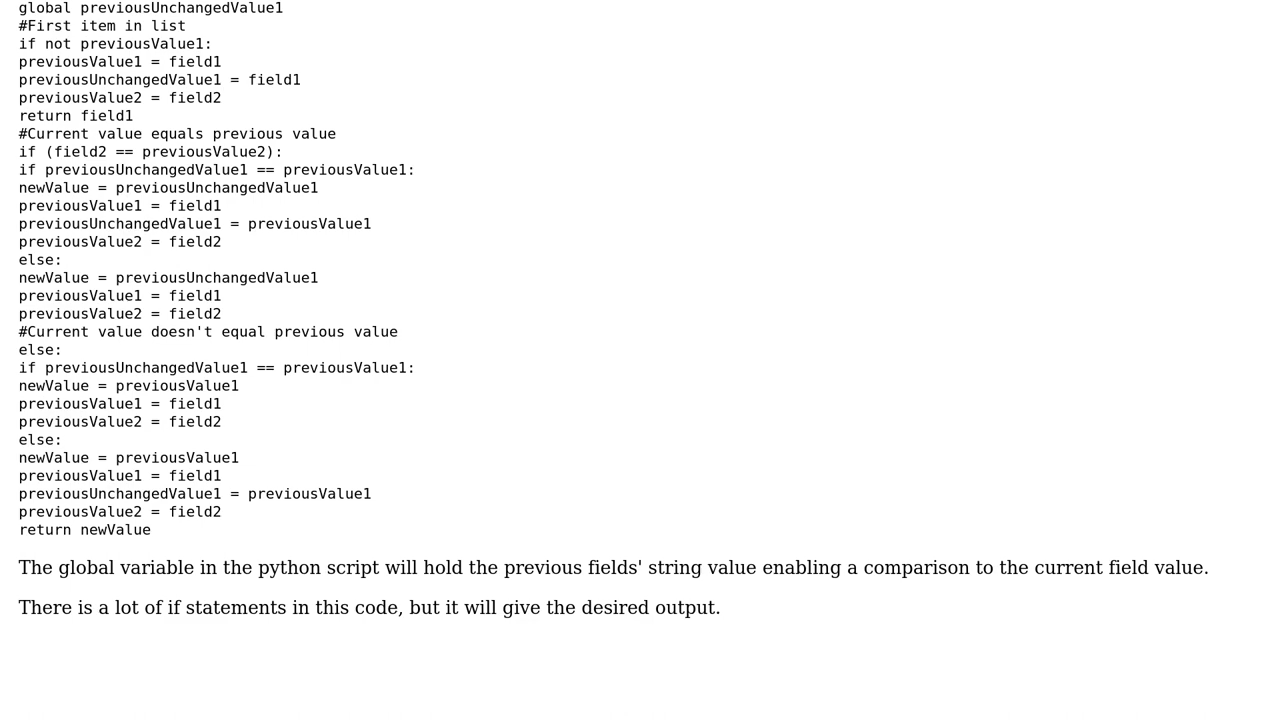 global previousUnchangedValue1
#First item in list
if not previousValue1:
previousValue1 = field1
previousUnchangedValue1 = field1
previousValue2 = field2
return field1
#Current value equals previous value
if (field2 == previousValue2):
if previousUnchangedValue1 == previousValue1:
newValue = previousUnchangedValue1
previousValue1 = field1
previousUnchangedValue1 = previousValue1
previousValue2 = field2
else:
newValue = previousUnchangedValue1
previousValue1 = field1
previousValue2 = field2
#Current value doesn't equal previous value
else:
if previousUnchangedValue1 == previousValue1:
newValue = previousValue1
previousValue1 = field1
previousValue2 = field2
else:
newValue = previousValue1
previousValue1 = field1
previousUnchangedValue1 = previousValue1
previousValue2 = field2
return newValue
The global variable in the python script will hold the previous fields' string value enabling a comparison to the current field value.
There is a lot of if statements in this code, but it will give the desired output.